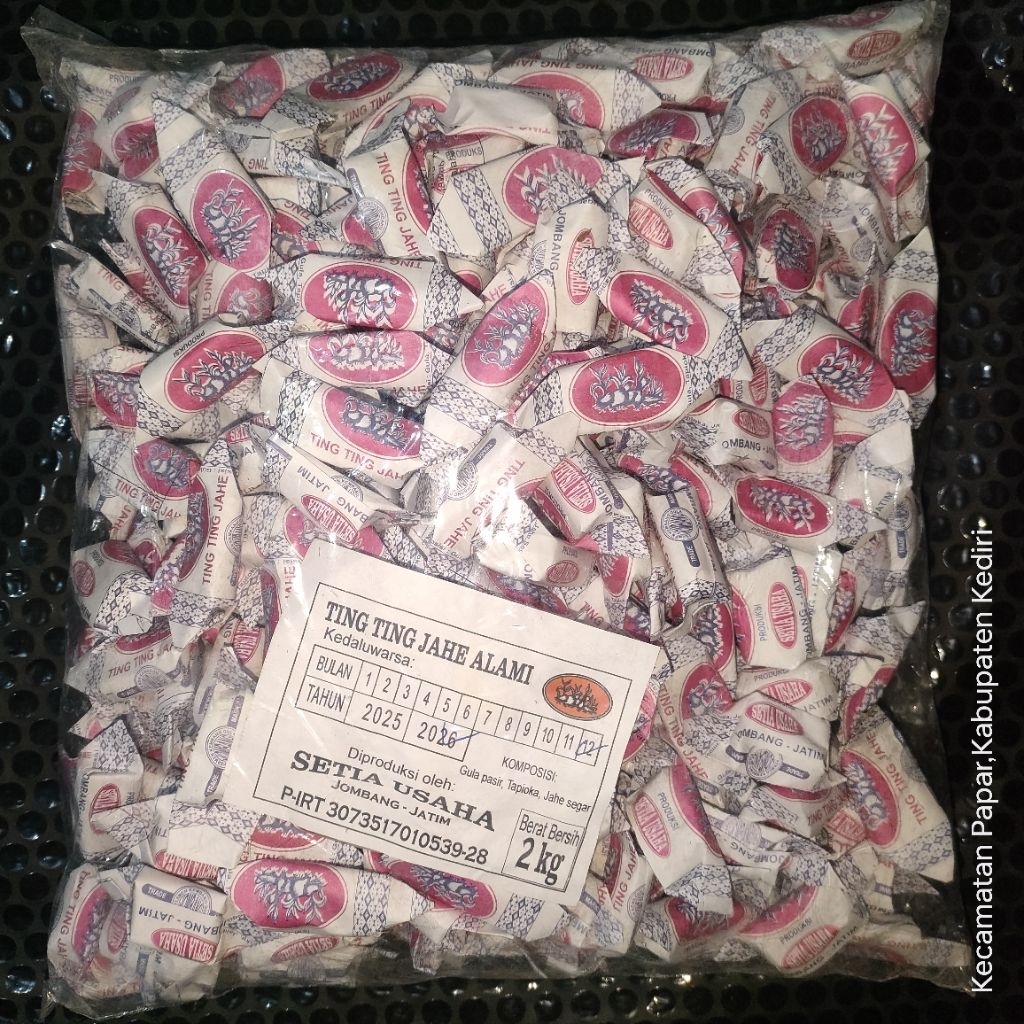 TING TING JAHE ALAMI
Kedaluwarsa:
BULAN 1 2 3 4 5 6 7 8 9 10 11 12
TAHUN 2025 2026
KOMPOSISI:
Gula pasir, Tapioka, Jahe segar
Diproduksi oleh:
SETIA USAHA
JOMBANG - JATIM
P-IRT 3073517010539-28
Berat Bersih
2 kg
TING TING JAHE
PRODUKSI
SETIA USAHA
JOMBANG - JATIM
TRADE
Kecamatan Papar,Kabupaten Kediri